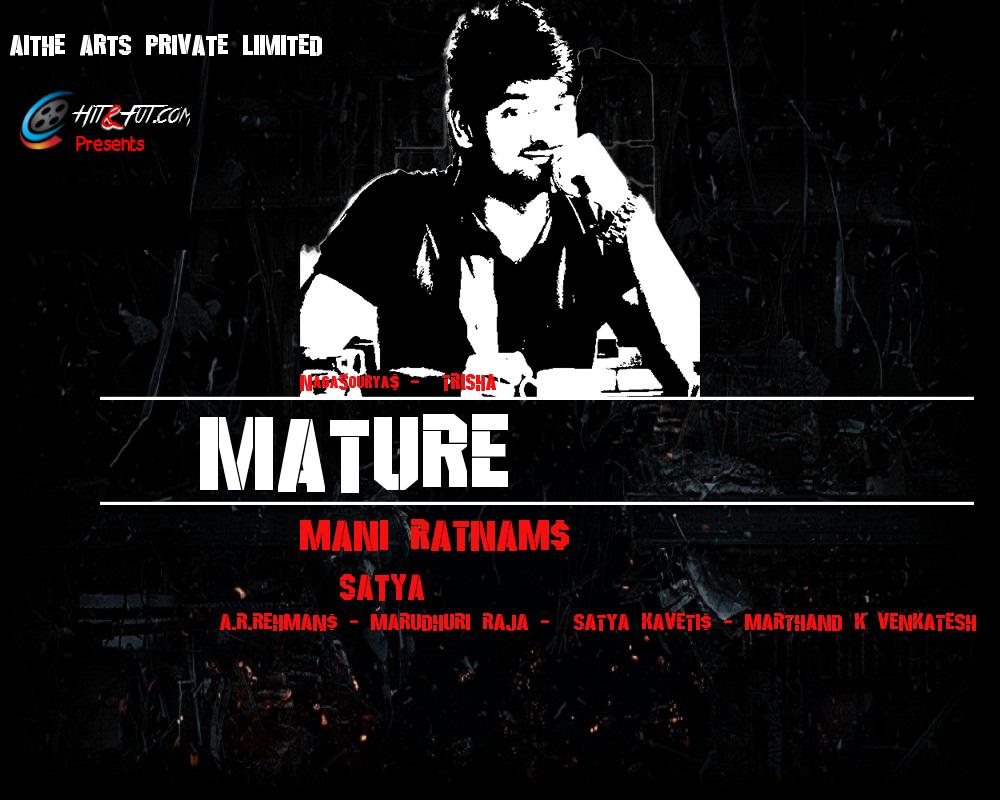 AITHE ARTS PRIVATE LIIMITED
HIT&FUT.COM
Presents
NAGASOURYA$ - TRISHA
MATURE
MANI RATNAM$
SATYA
A.R.REHMAN$ - MARUDHURI RAJA - SATYA KAVETI$ - MARTHAND K VENKATESH